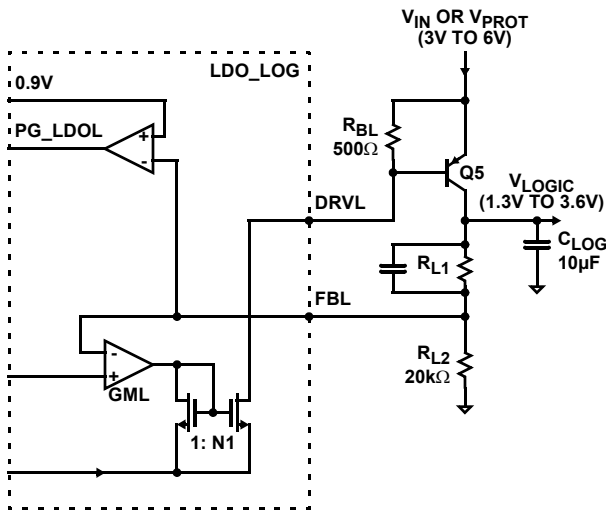 V_IN OR V_PROT
(3V TO 6V)
LDO_LOG
0.9V
PG_LDOL
+
-
R_BL
500Ω
Q5
V_LOGIC
(1.3V TO 3.6V)
DRVL
C_LOG
10µF
R_L1
FBL
-
+
GML
R_L2
20kΩ
1: N1